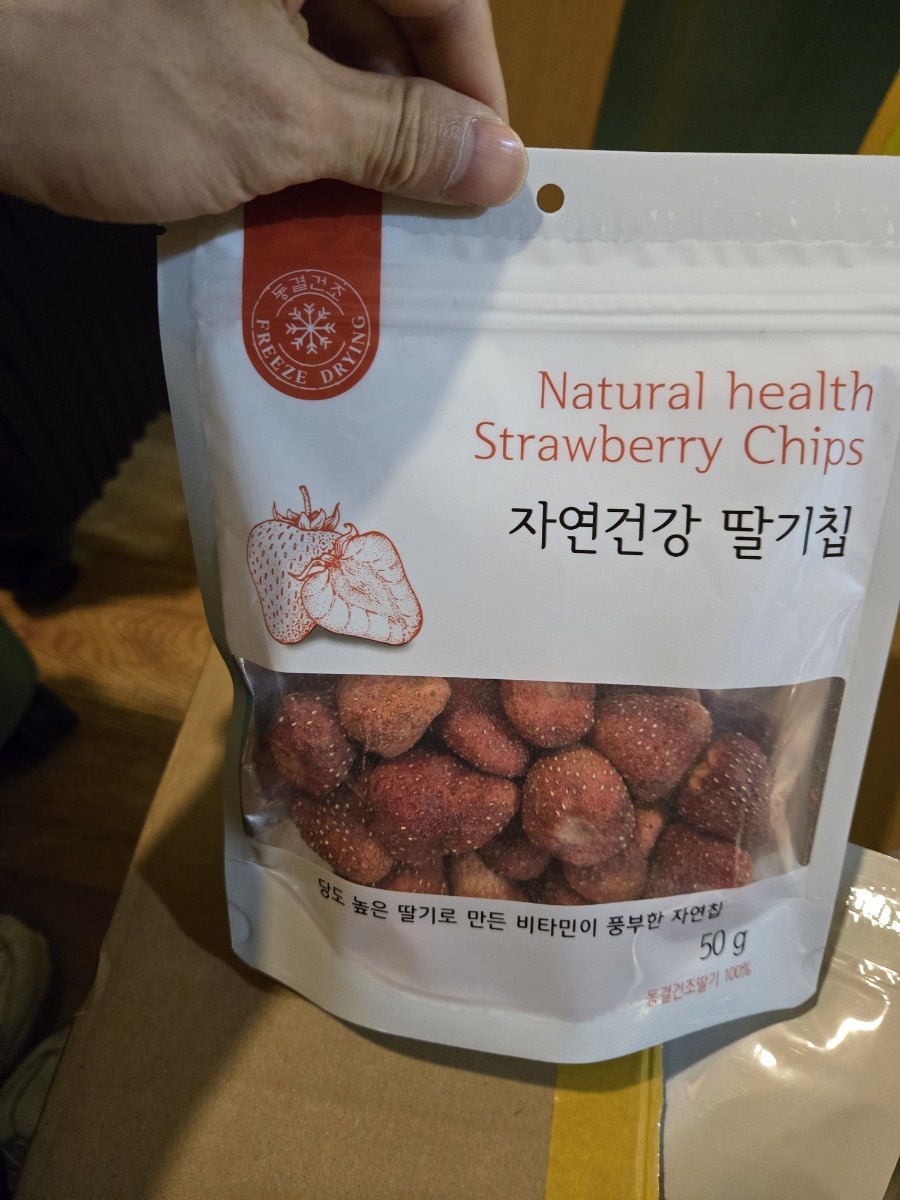 동결건조
FREEZE DRYING
Natural health
Strawberry Chips
자연건강 딸기칩
당도 높은 딸기로 만든 비타민이 풍부한 자연칩
50 g
동결건조딸기 100%